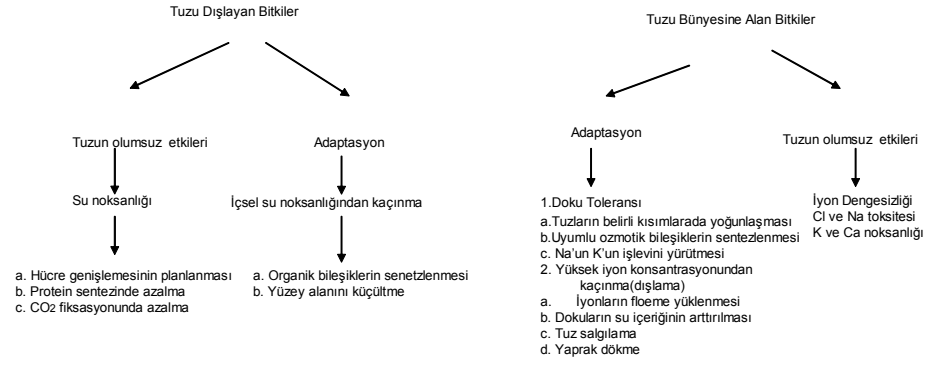 Tuzu Dışlayan Bitkiler
Tuzun olumsuz etkileri
Su noksanlığı
a. Hücre genişlemesinin planlanması
b. Protein sentezinde azalma
c. CO2 fiksasyonunda azalma
Adaptasyon
İçsel su noksanlığından kaçınma
a. Organik bileşiklerin senetzlenmesi
b. Yüzey alanını küçültme
Tuzu Bünyesine Alan Bitkiler
Adaptasyon
1.Doku Toleransı
a.Tuzların belirli kısımlarada yoğunlaşması
b.Uyumlu ozmotik bileşiklerin sentezlenmesi
c. Na'un K'un işlevini yürütmesi
2. Yüksek iyon konsantrasyonundan
kaçınma(dışlama)
a. İyonların floeme yüklenmesi
b. Dokuların su içeriğinin arttırılması
c. Tuz salgılama
d. Yaprak dökme
Tuzun olumsuz etkileri
İyon Dengesizliği
Cl ve Na toksitesi
K ve Ca noksanlığı